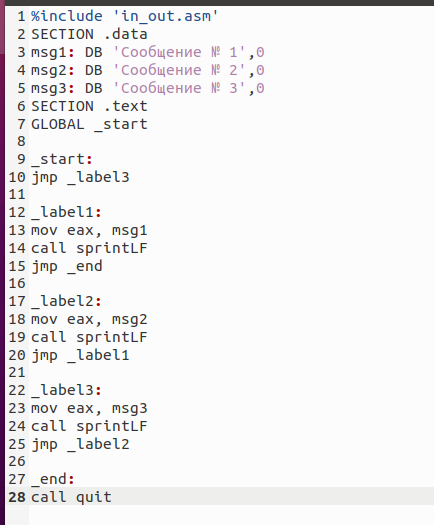 1 %include 'in_out.asm'
2 SECTION .data
3 msg1: DB 'Сообщение № 1',0
4 msg2: DB 'Сообщение № 2',0
5 msg3: DB 'Сообщение № 3',0
6 SECTION .text
7 GLOBAL _start
8
9 _start:
10 jmp _label3
11
12 _label1:
13 mov eax, msg1
14 call sprintLF
15 jmp _end
16
17 _label2:
18 mov eax, msg2
19 call sprintLF
20 jmp _label1
21
22 _label3:
23 mov eax, msg3
24 call sprintLF
25 jmp _label2
26
27 _end:
28 call quit